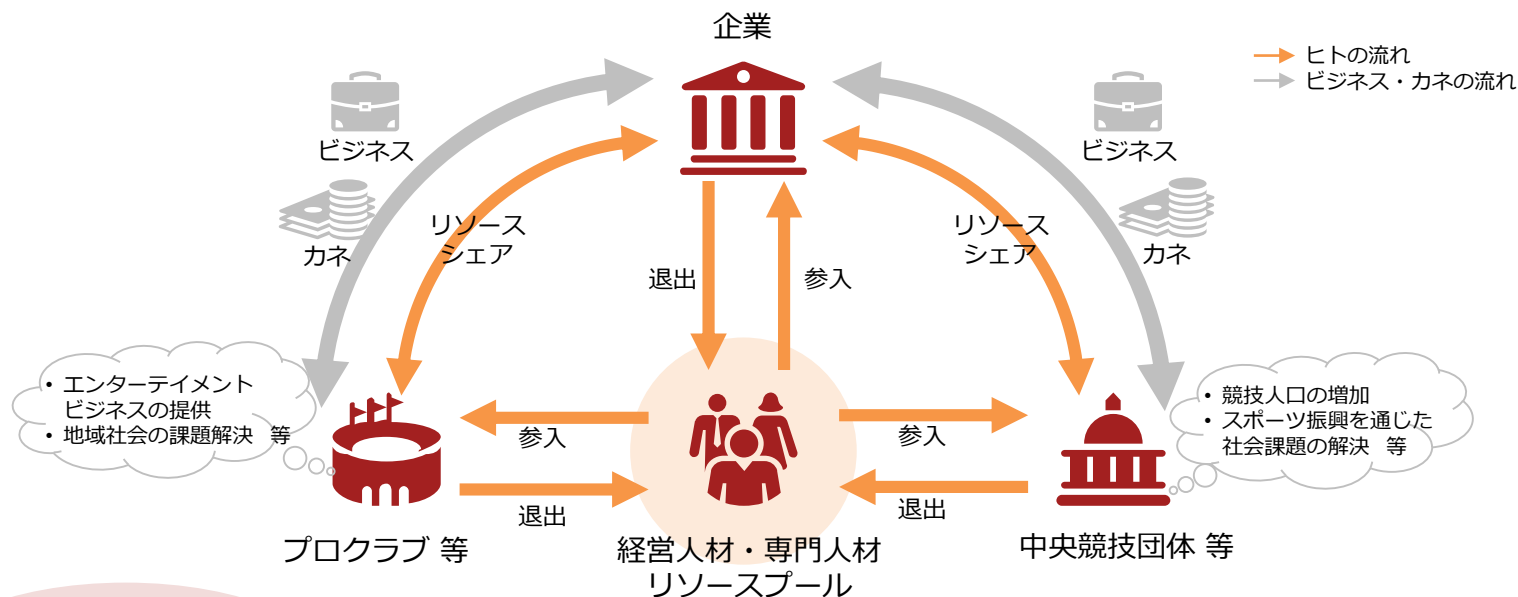 企業
ヒトの流れ
ビジネス・カネの流れ
ビジネス
カネ
リソース
シェア
ビジネス
カネ
リソース
シェア
退出
参入
• エンターテイメント
ビジネスの提供
• 地域社会の課題解決 等
• 競技人口の増加
• スポーツ振興を通じた
社会課題の解決 等
参入
退出
参入
退出
プロクラブ 等
経営人材・専門人材
リソースプール
中央競技団体 等